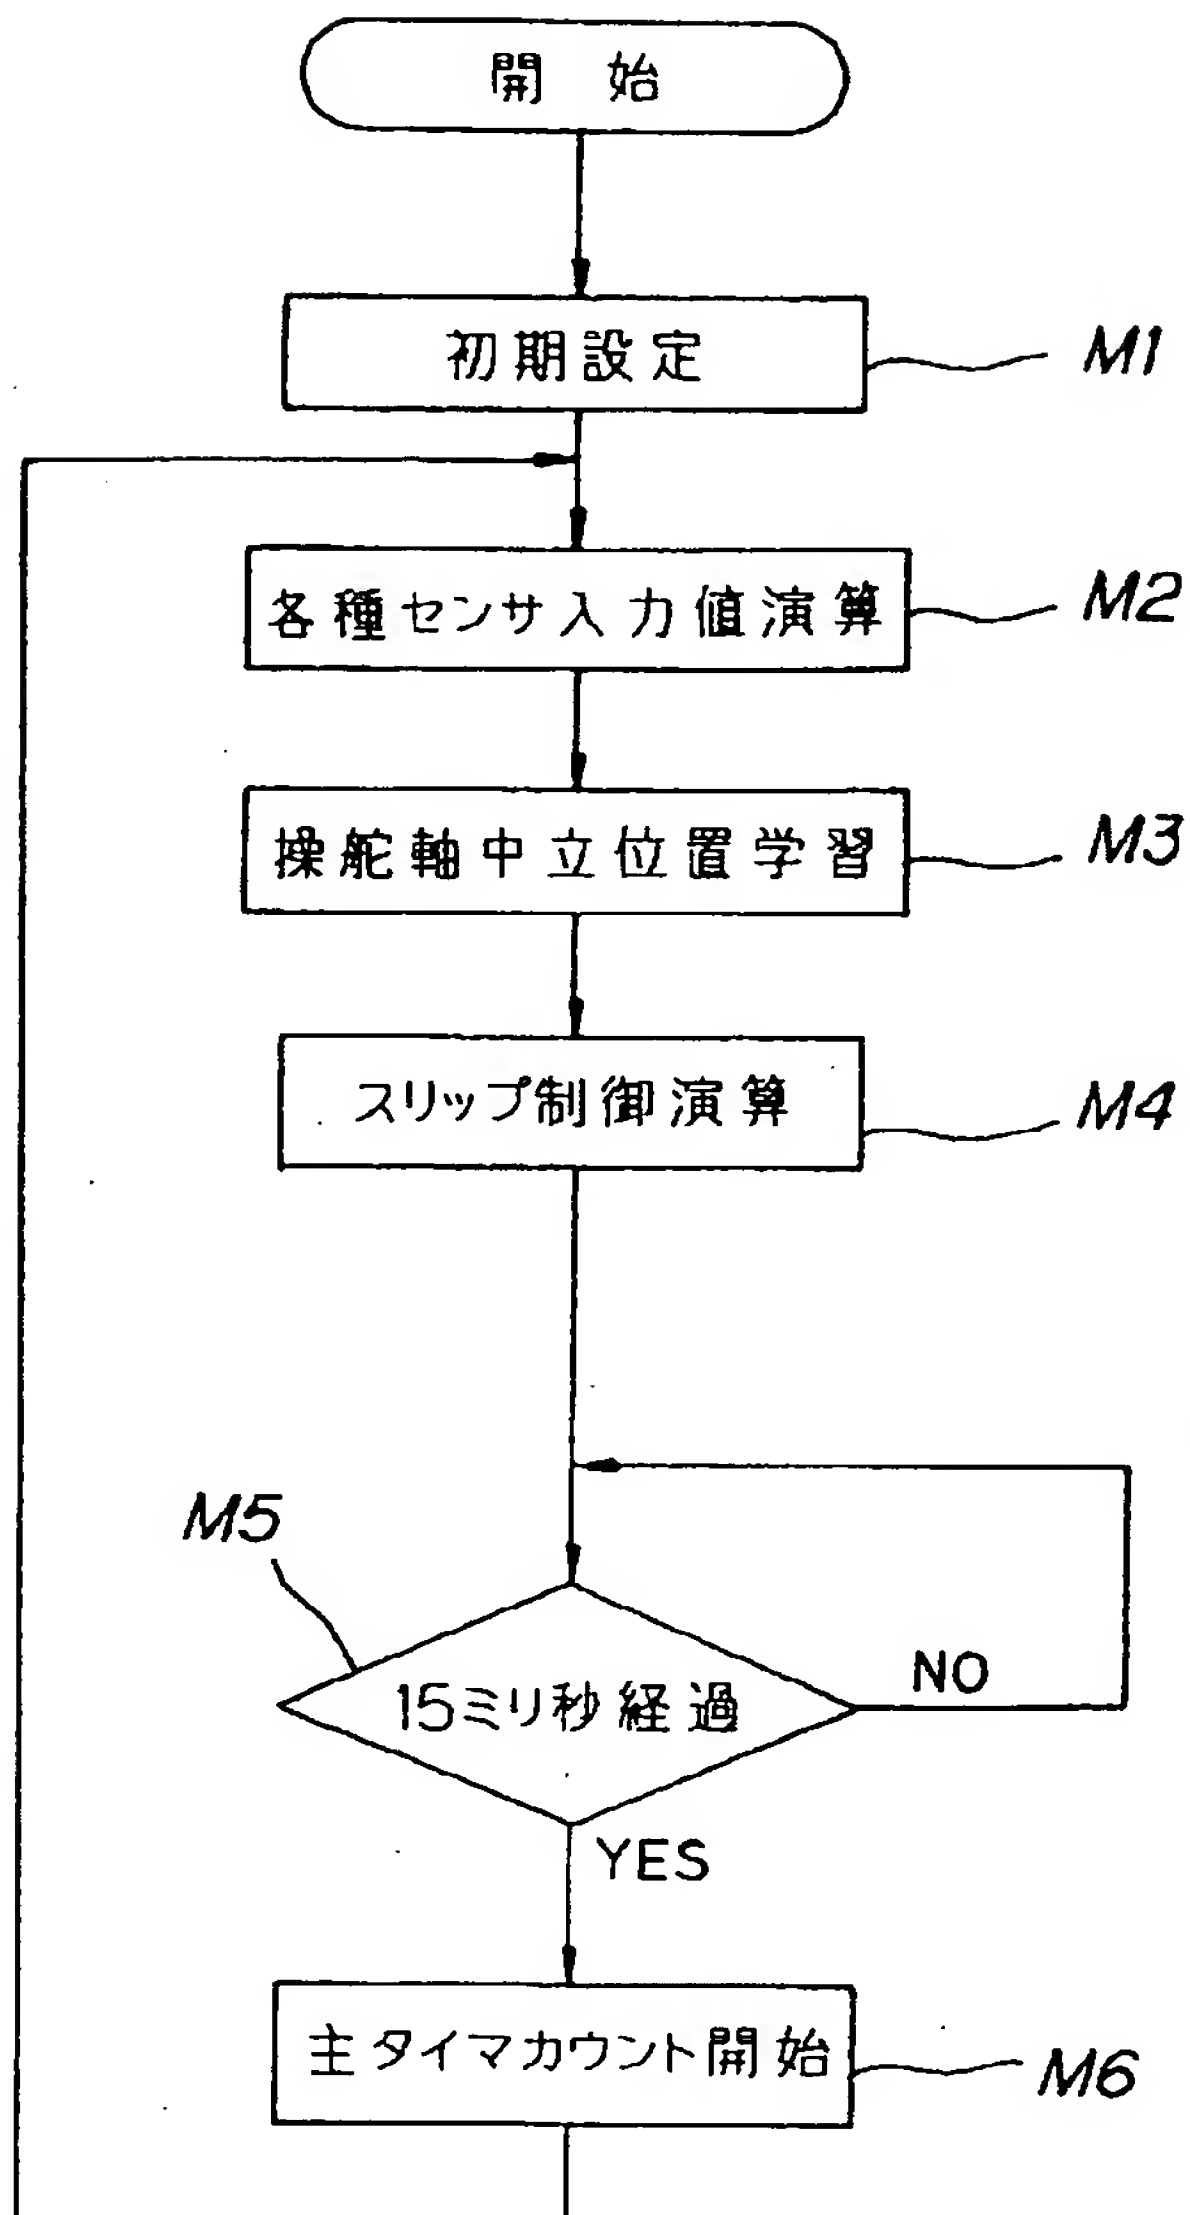 開始
初期設定
M1
各種センサ入力値演算
M2
操舵軸中立位置学習
M3
スリップ制御演算
M4
M5
15ミリ秒経過
NO
YES
主タイマカウント開始
M6